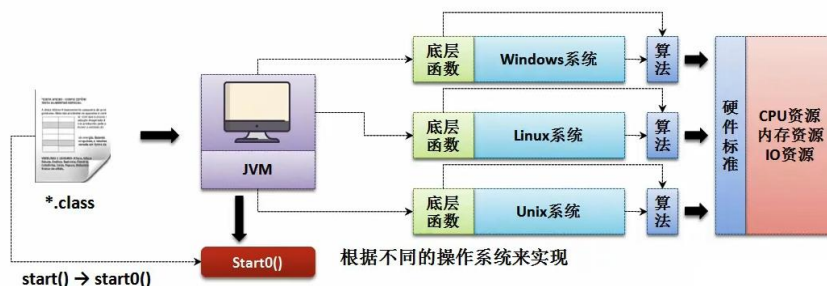 底层
函数
Windows系统
算
法
底层
函数
Linux系统
算
法
底层
函数
Unix系统
算
法
硬
件
标
准
CPU资源
内存资源
IO资源
*.class
JVM
Start0()
根据不同的操作系统来实现
start() → start0()